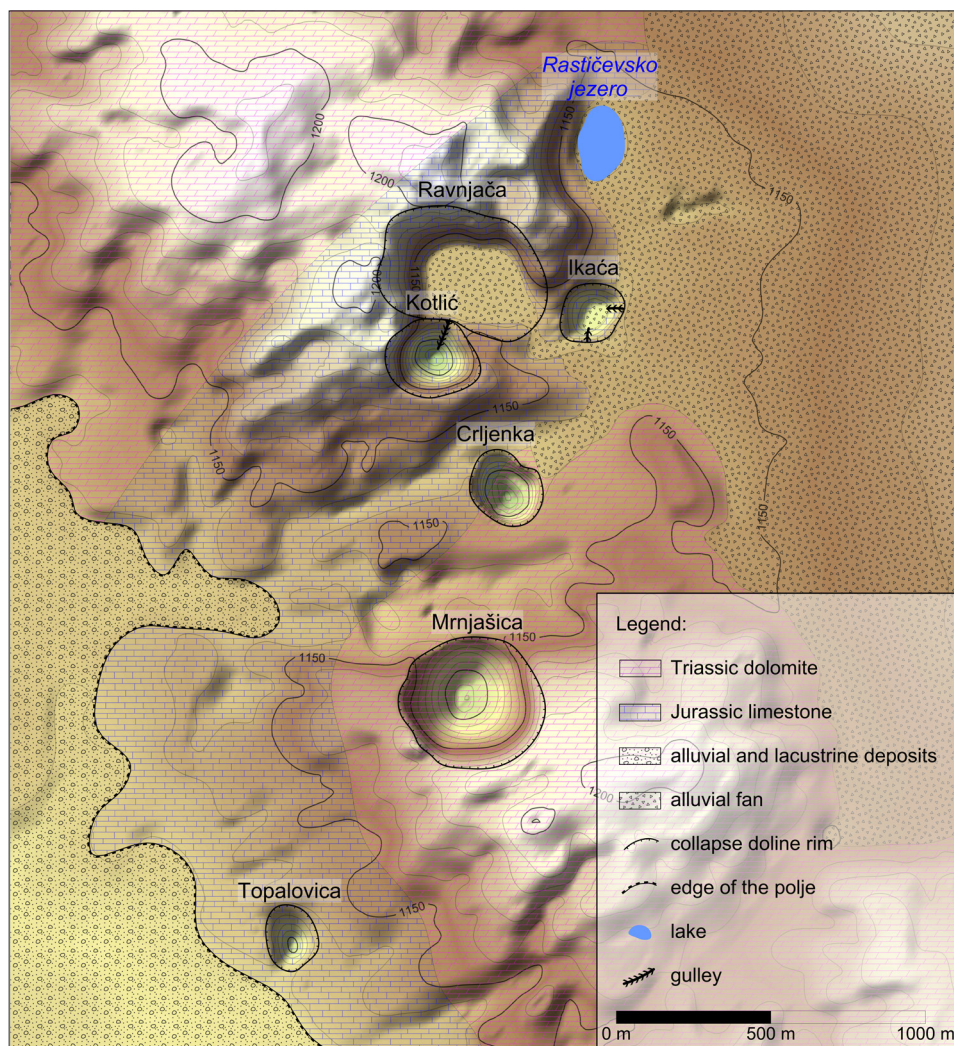 Rastičevsko
jezero
1150
1200
1200
Ravnjača
1150
Ikaća
1200
1150
Kotlić
1150
1150
Crljenka
1150
1150
1150
Mrnjašica
1150
1150
1200
Topalovica
1150
Legend:
Triassic dolomite
Jurassic limestone
alluvial and lacustrine deposits
alluvial fan
collapse doline rim
edge of the polje
lake
gulley
0 m 500 m 1000 m